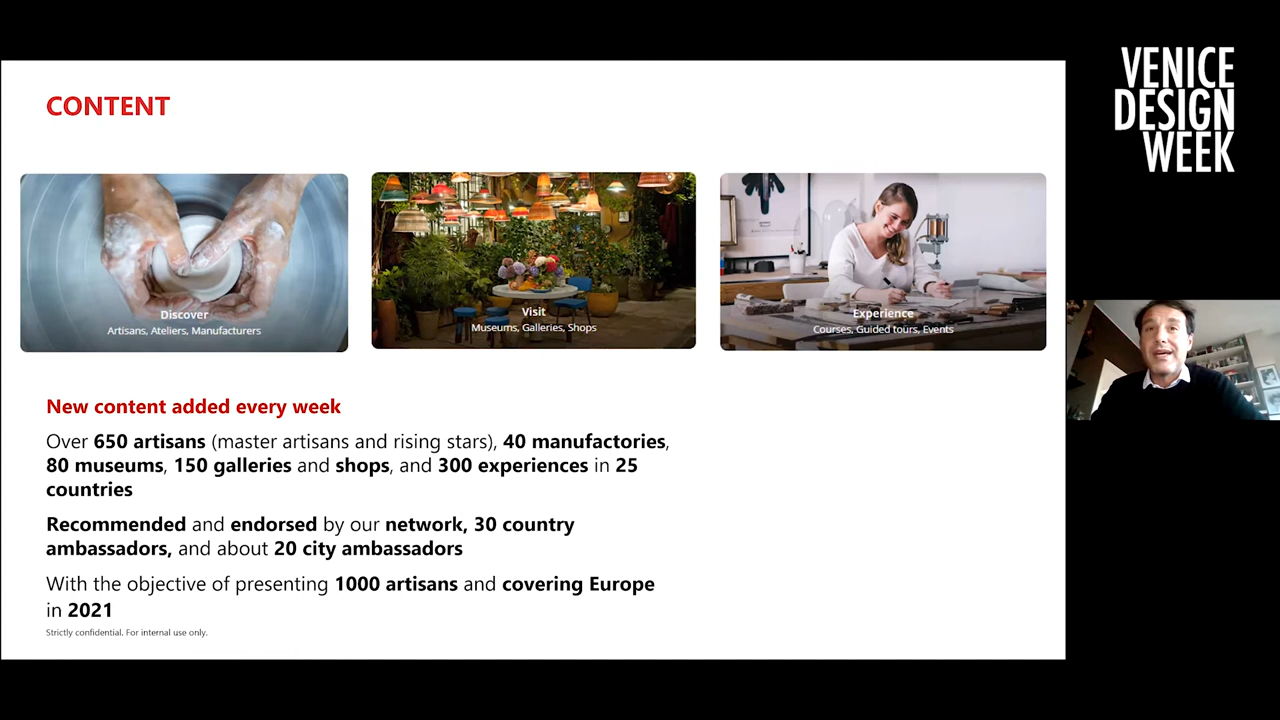 CONTENT
VENICE
DESIGN
WEEK
Discover
Artisans, Ateliers, Manufacturers
Visit
Museums, Galleries, Shops
Experience
Courses, Guided tours, Events
New content added every week
Over 650 artisans (master artisans and rising stars), 40 manufactories,
80 museums, 150 galleries and shops, and 300 experiences in 25
countries
Recommended and endorsed by our network, 30 country
ambassadors, and about 20 city ambassadors
With the objective of presenting 1000 artisans and covering Europe
in 2021
Strictly confidential. For internal use only.